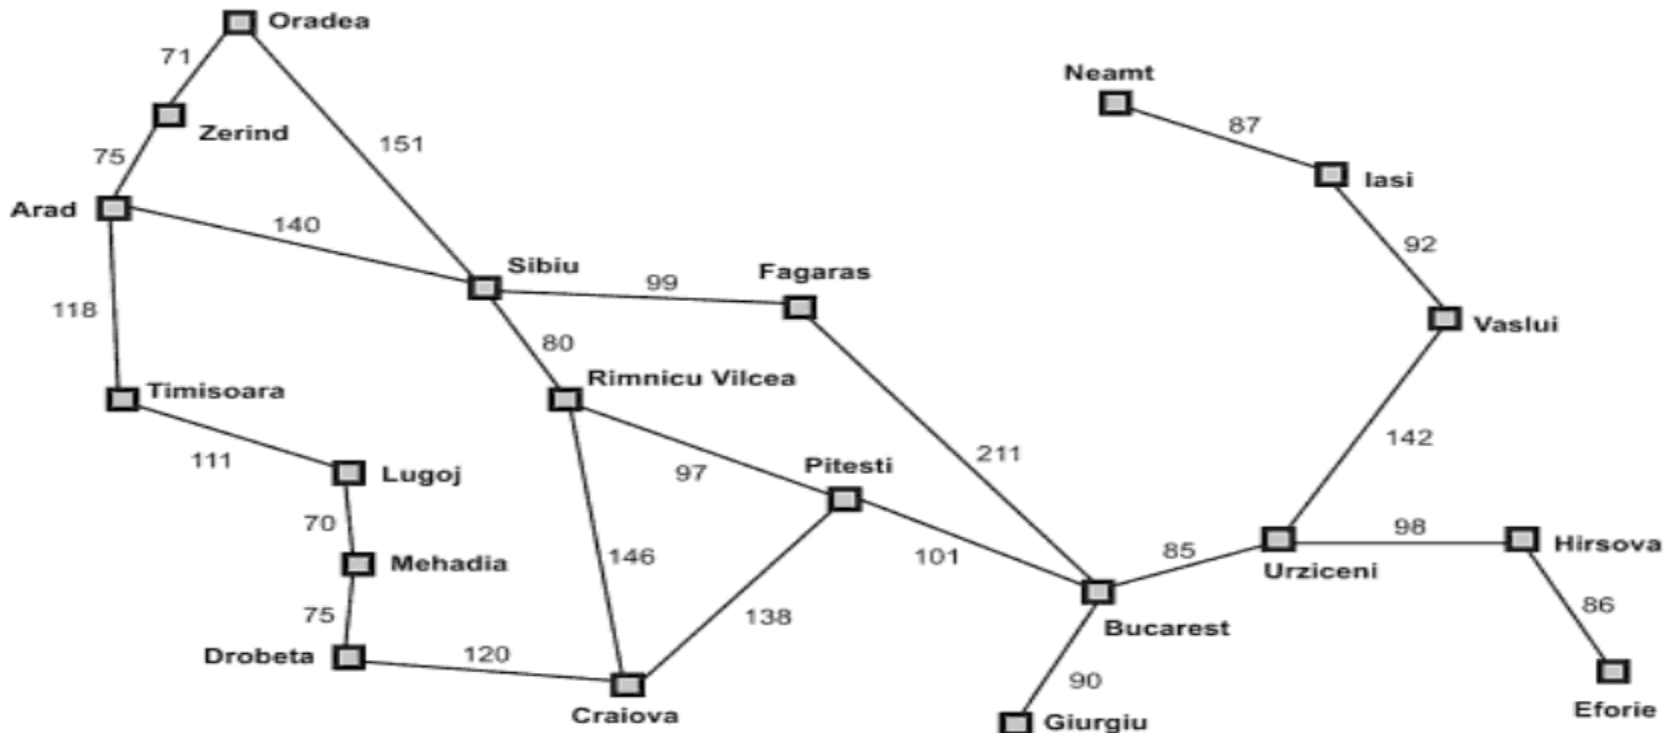 Oradea
71
Neamt
87
Zerind
151
75
Iasi
Arad
140
92
Sibiu
Fagaras
99
118
Vaslui
80
Rimnicu Vilcea
Timisoara
142
211
111
Lugoj
97
Pitesti
70
98
146
101
85
Hirsova
Mehadia
Urziceni
75
138
86
Bucarest
Drobeta
120
90
Craiova
Giurgiu
Eforie